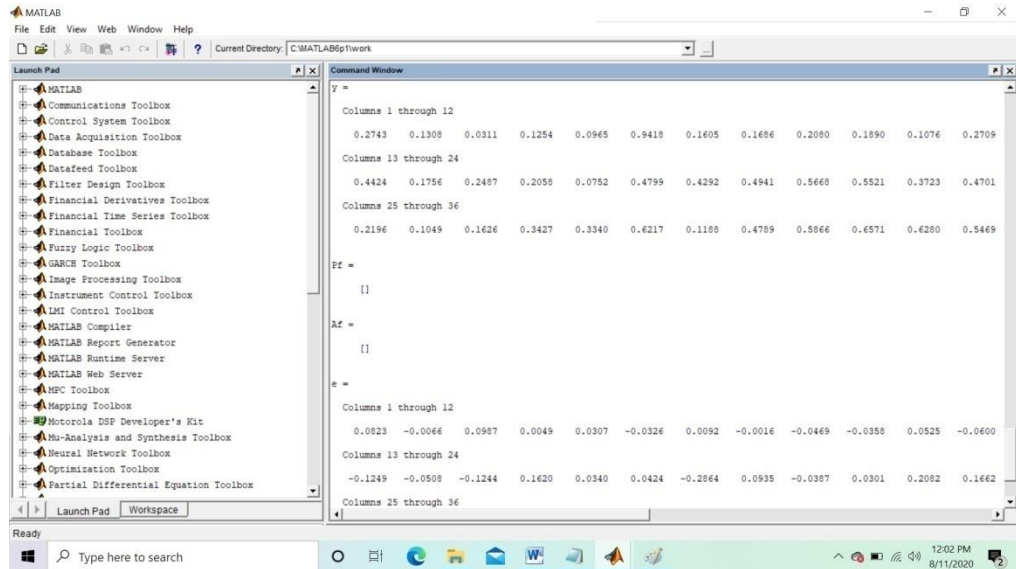 MATLAB
File Edit View Web Window Help
? Current Directory: C:\MATLAB6p1\work ...
Launch Pad
MATLAB
Communications Toolbox
Control System Toolbox
Data Acquisition Toolbox
Database Toolbox
Datafeed Toolbox
Filter Design Toolbox
Financial Derivatives Toolbox
Financial Time Series Toolbox
Financial Toolbox
Fuzzy Logic Toolbox
GARCH Toolbox
Image Processing Toolbox
Instrument Control Toolbox
LMI Control Toolbox
MATLAB Compiler
MATLAB Report Generator
MATLAB Runtime Server
MATLAB Web Server
MPC Toolbox
Mapping Toolbox
Motorola DSP Developer's Kit
Mu-Analysis and Synthesis Toolbox
Neural Network Toolbox
Optimization Toolbox
Partial Differential Equation Toolbox
Launch Pad Workspace
Command Window
y =
Columns 1 through 12
0.2743 0.1308 0.0311 0.1254 0.0965 0.9418 0.1605 0.1686 0.2080 0.1890 0.1076 0.2709
Columns 13 through 24
0.4424 0.1756 0.2487 0.2058 0.0752 0.4799 0.4292 0.4941 0.5668 0.5521 0.3723 0.4701
Columns 25 through 36
0.2196 0.1049 0.1626 0.3427 0.3340 0.6217 0.1188 0.4789 0.5866 0.6571 0.6280 0.5469
Pf =
[]
Af =
[]
e =
Columns 1 through 12
0.0823 -0.0066 0.0987 0.0049 0.0307 -0.0326 0.0092 -0.0016 -0.0469 -0.0358 0.0525 -0.0600
Columns 13 through 24
-0.1249 -0.0508 -0.1244 0.1620 0.0340 0.0424 -0.2864 0.0935 -0.0387 0.0301 0.2082 0.1662
Columns 25 through 36
Ready
Type here to search
W
12:02 PM
8/11/2020
2